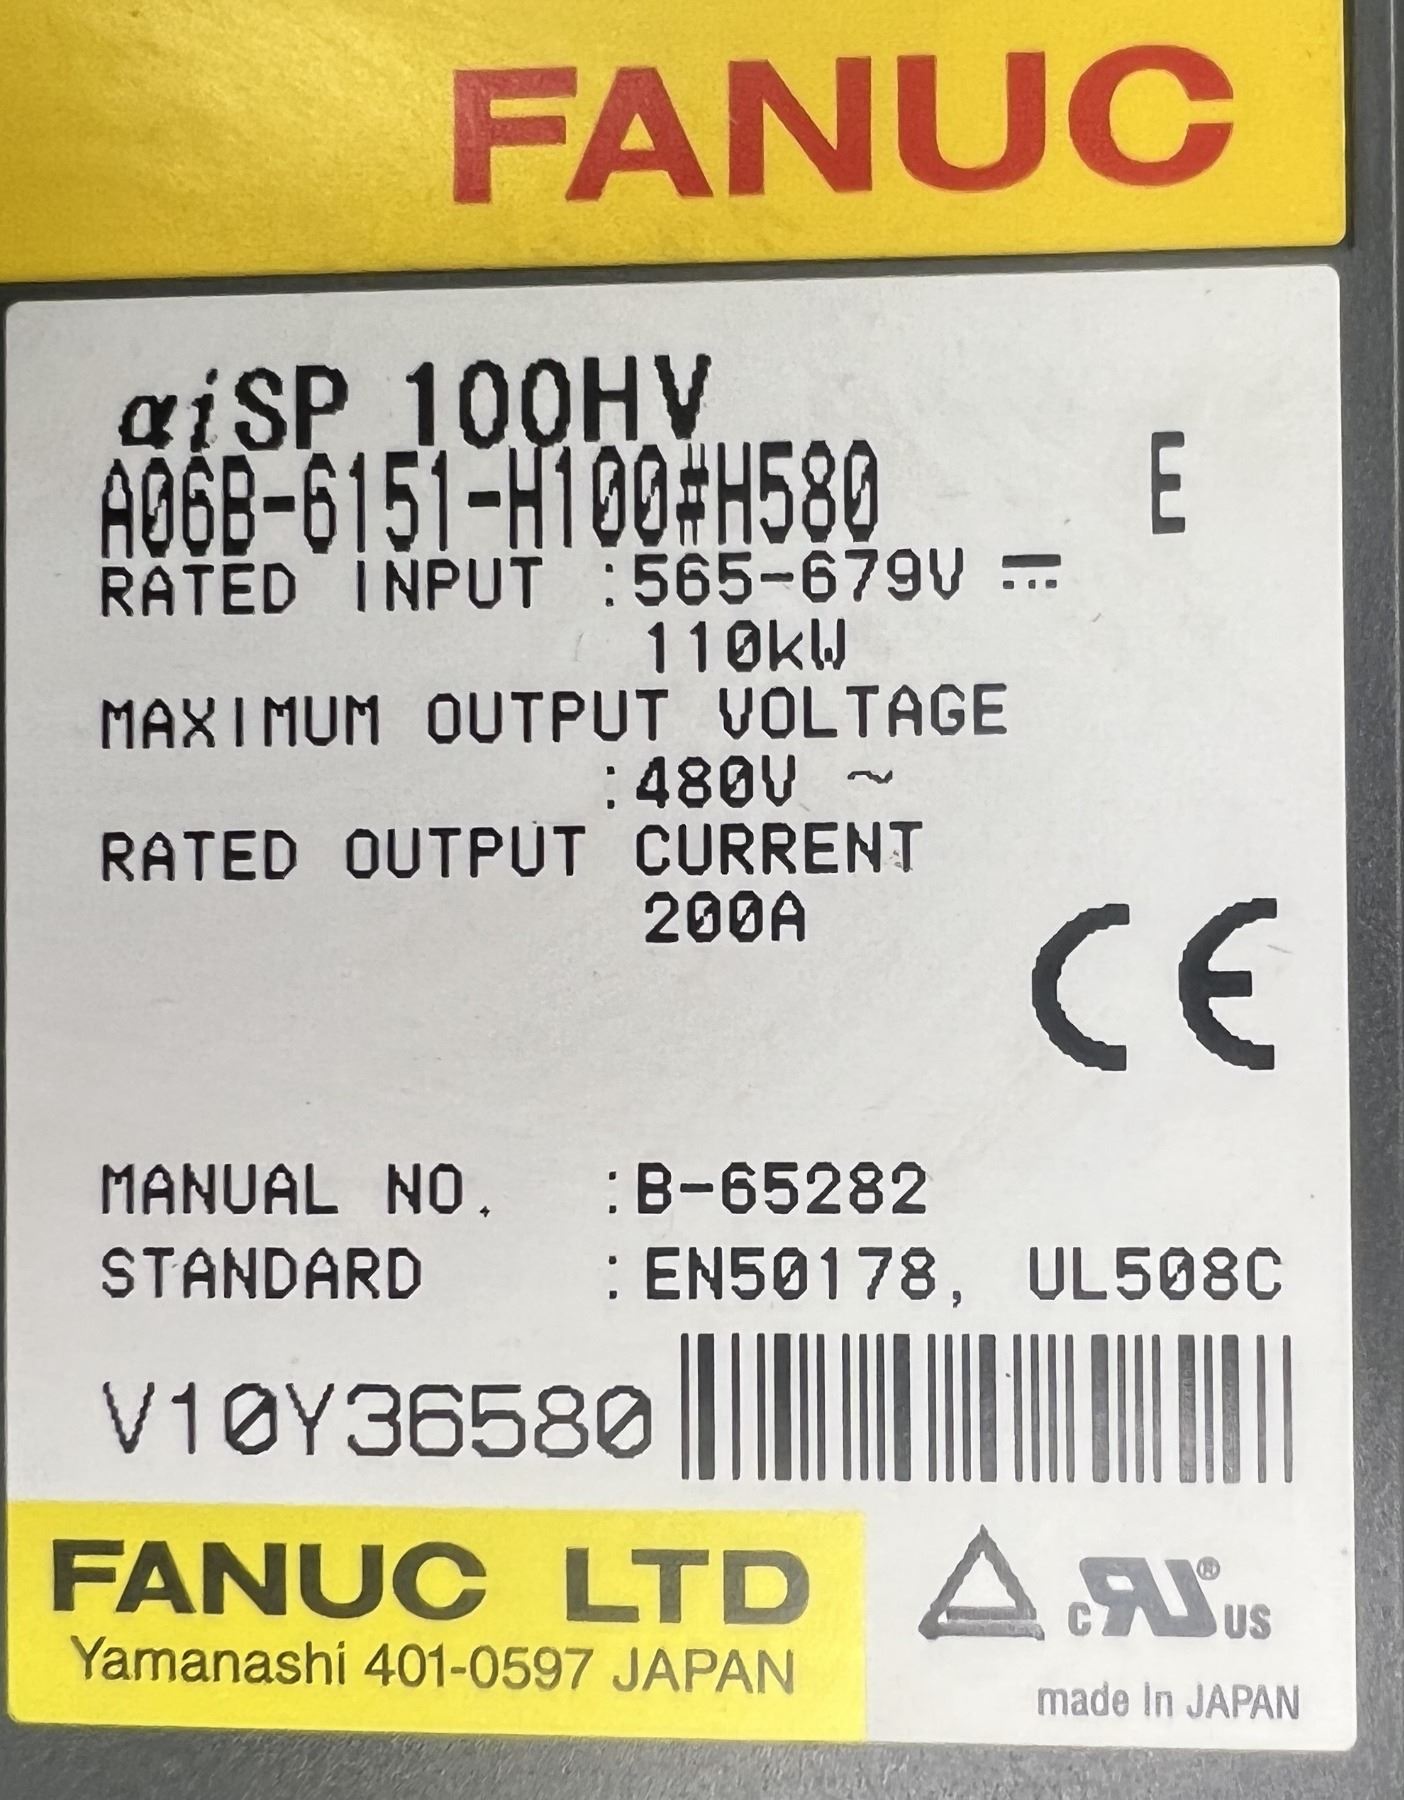 FANUC
αiSP 100HV
A06B-6151-H100#H580 E
RATED INPUT :565-679V ⎓
110kW
MAXIMUM OUTPUT VOLTAGE
:480V ~
RATED OUTPUT CURRENT
200A
CE
MANUAL NO. :B-65282
STANDARD :EN50178, UL508C
V10Y36580
FANUC LTD
Yamanashi 401-0597 JAPAN
c RU® US
made In JAPAN